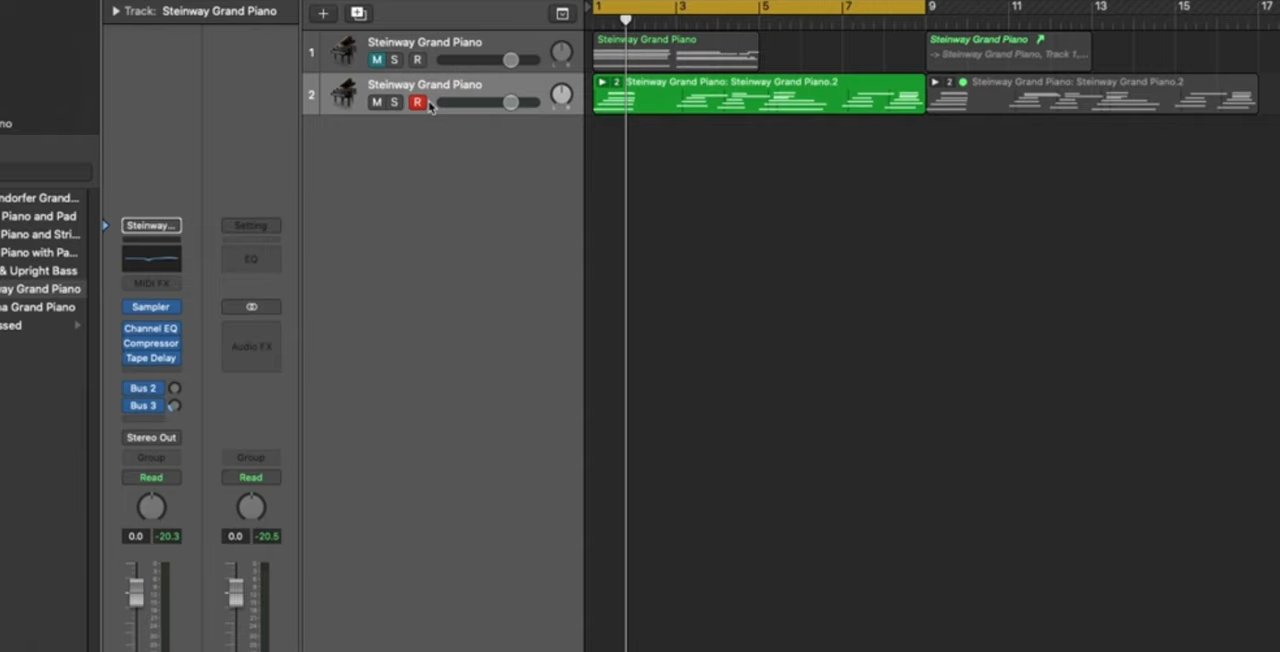 Track: Steinway Grand Piano
no
ndorfer Grand...
Piano and Pad
Piano and Stri...
Piano with Pa...
& Upright Bass
way Grand Piano
ha Grand Piano
ssed
Steinway...
Setting
EQ
MIDI FX
Sampler
Channel EQ
Compressor
Tape Delay
Audio FX
Bus 2
Bus 3
Stereo Out
Group
Group
Read
Read
0.0 -20.3
0.0 -20.5
1 Steinway Grand Piano
M S R
2 Steinway Grand Piano
M S R
1 3 5 7 9 11 13 15 17
Steinway Grand Piano
Steinway Grand Piano
-> Steinway Grand Piano, Track 1,...
2 Steinway Grand Piano: Steinway Grand Piano.2
2 Steinway Grand Piano: Steinway Grand Piano.2